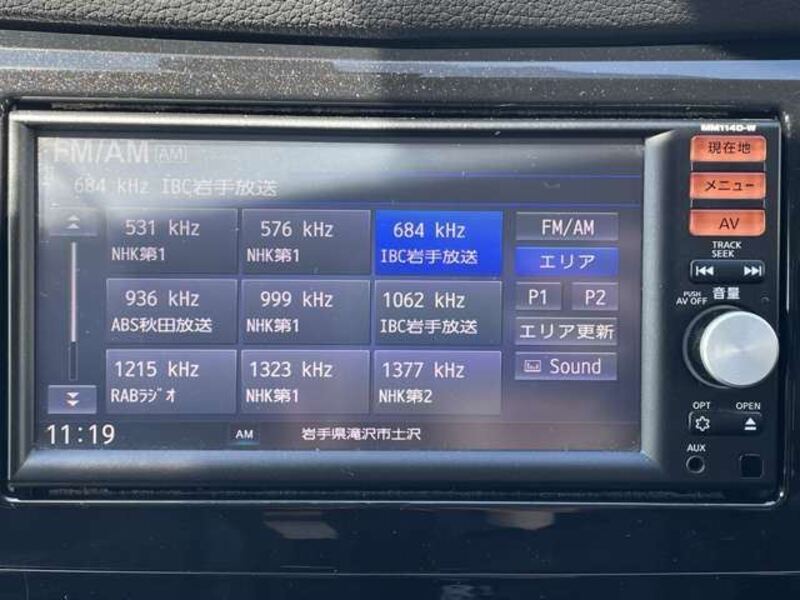 MM114D-W
FM/AM AM
684 kHz IBC岩手放送
531 kHz
NHK第1
576 kHz
NHK第1
684 kHz
IBC岩手放送
936 kHz
ABS秋田放送
999 kHz
NHK第1
1062 kHz
IBC岩手放送
1215 kHz
RABラジオ
1323 kHz
NHK第1
1377 kHz
NHK第2
FM/AM
エリア
P1 P2
エリア更新
Sound
11:19 AM 岩手県滝沢市土沢
現在地
メニュー
AV
TRACK
SEEK
PUSH
AV OFF
音量
OPT OPEN
AUX